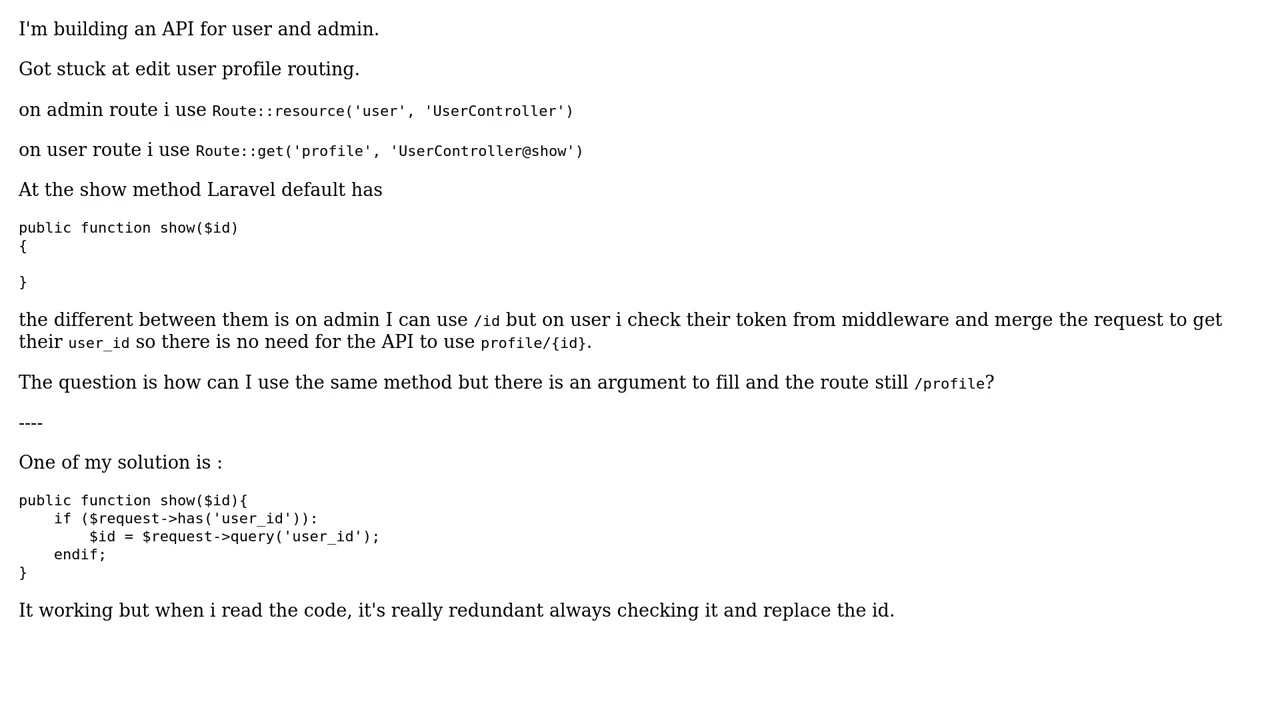 I'm building an API for user and admin.
Got stuck at edit user profile routing.
on admin route i use Route::resource('user', 'UserController')
on user route i use Route::get('profile', 'UserController@show')
At the show method Laravel default has
public function show($id)
{
}
the different between them is on admin I can use /id but on user i check their token from middleware and merge the request to get
their user_id so there is no need for the API to use profile/{id}.
The question is how can I use the same method but there is an argument to fill and the route still /profile?
----
One of my solution is :
public function show($id){
    if ($request->has('user_id')):
        $id = $request->query('user_id');
    endif;
}
It working but when i read the code, it's really redundant always checking it and replace the id.